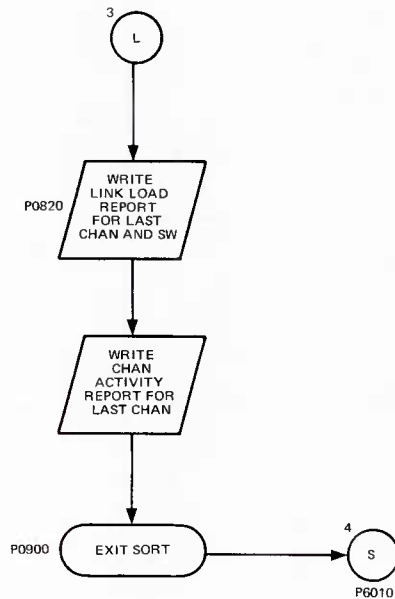 3
L
P0820
WRITE
LINK LOAD
REPORT
FOR LAST
CHAN AND SW
WRITE
CHAN
ACTIVITY
REPORT FOR
LAST CHAN
P0900
EXIT SORT
4
S
P6010